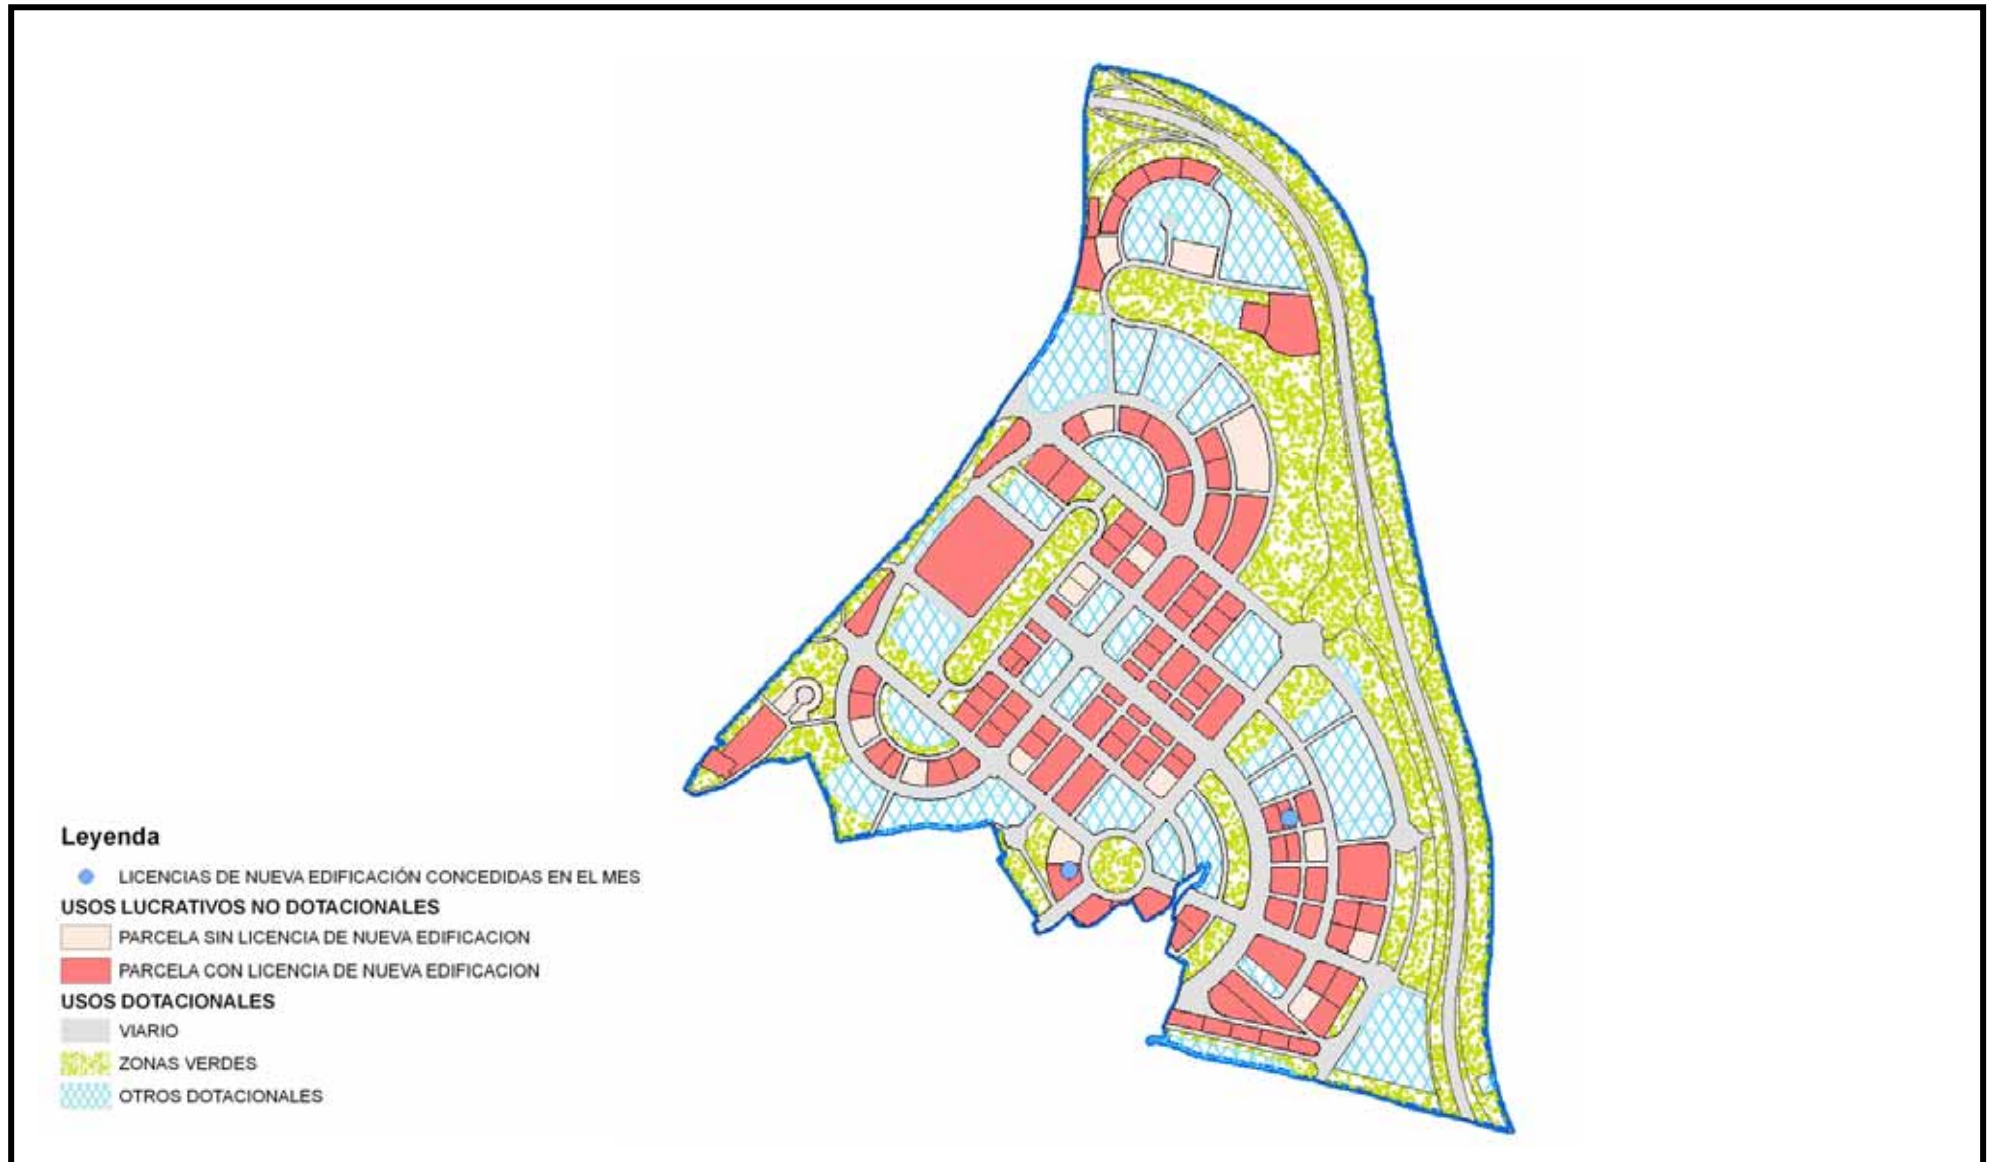 Leyenda
LICENCIAS DE NUEVA EDIFICACIÓN CONCEDIDAS EN EL MES
USOS LUCRATIVOS NO DOTACIONALES
PARCELA SIN LICENCIA DE NUEVA EDIFICACION
PARCELA CON LICENCIA DE NUEVA EDIFICACION
USOS DOTACIONALES
VIARIO
ZONAS VERDES
OTROS DOTACIONALES